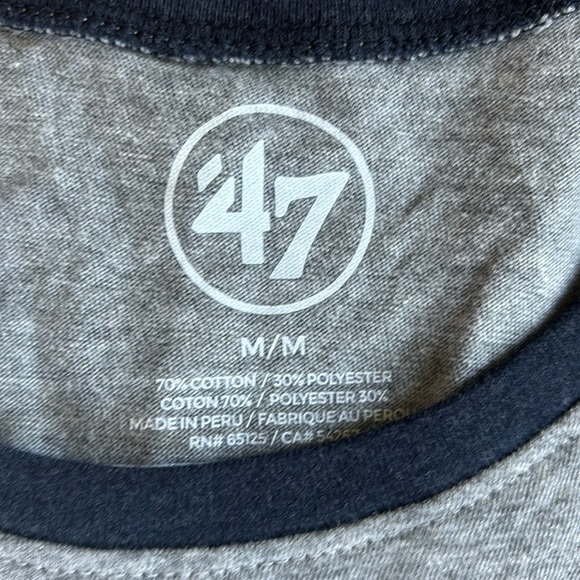 '47
M/M
70% COTTON / 30% POLYESTER
COTON 70% / POLYESTER 30%
MADE IN PERU / FABRIQUE AU PEROU
RN# 65125 / CA#